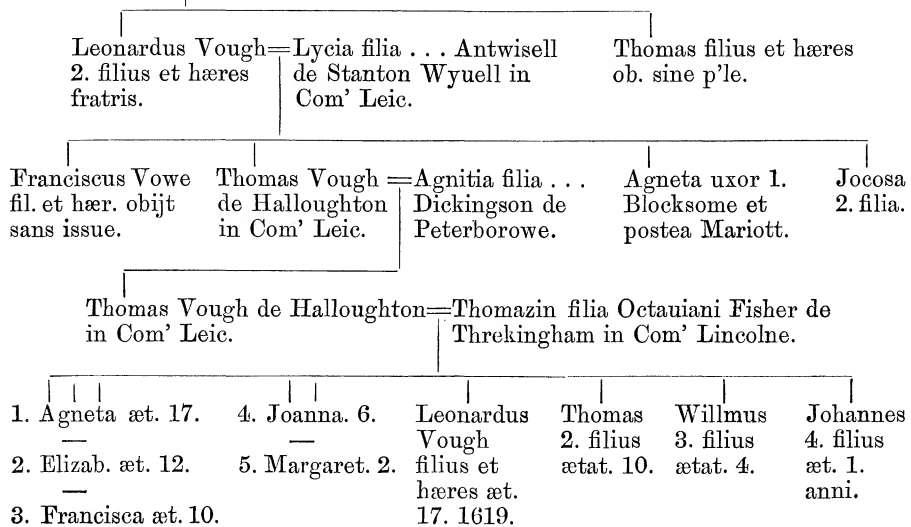 Leonardus Vough=Lycia filia . . . Antwisell
2. filius et hæres de Stanton Wyuell in
fratris. Com' Leic.
Thomas filius et hæres
ob. sine p'le.
Franciscus Vowe
fil. et hær. obijt
sans issue.
Thomas Vough=Agnitia filia . . .
de Halloughton Dickingson de
in Com' Leic. Peterborowe.
Agneta uxor 1.
Blocksome et
postea Mariott.
Jocosa
2. filia.
Thomas Vough de Halloughton=Thomazin filia Octauiani Fisher de
in Com' Leic. Threkingham in Com' Lincolne.
1. Agneta æt. 17.
2. Elizab. æt. 12.
3. Francisca æt. 10.
4. Joanna. 6.
5. Margaret. 2.
Leonardus
Vough
filius et
hæres æt.
17. 1619.
Thomas
2. filius
ætat. 10.
Willmus
3. filius
ætat. 4.
Johannes
4. filius
æt. 1.
anni.